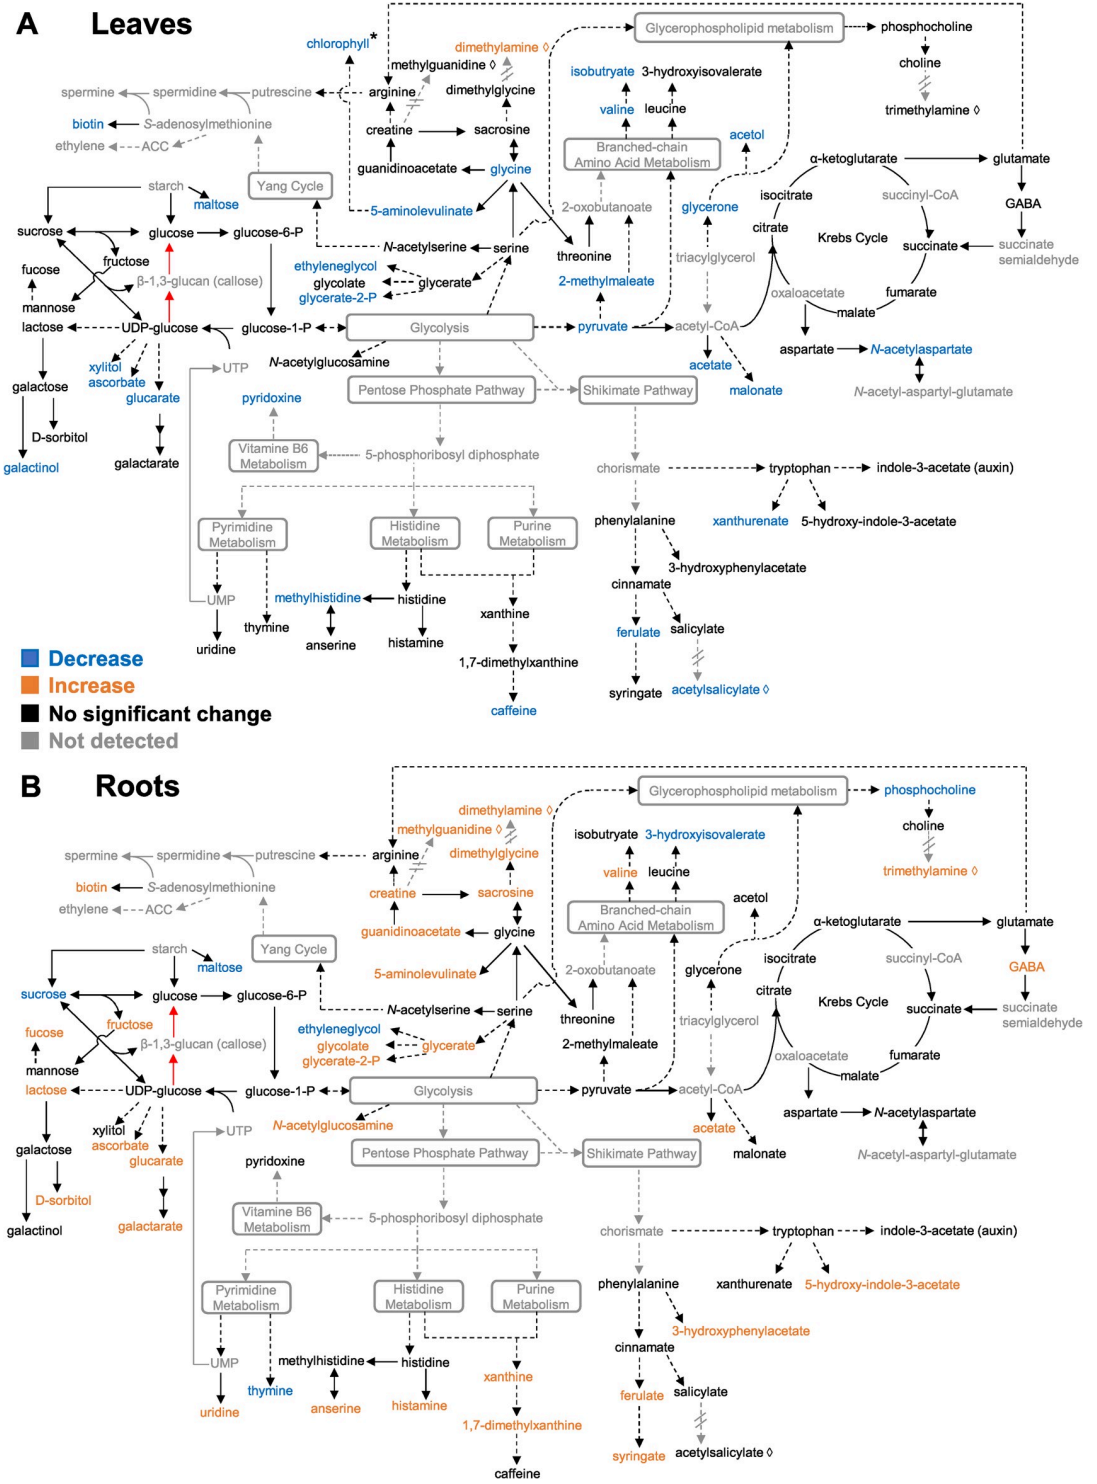 A Leaves
Glycerophospholipid metabolism
phosphocholine
chlorophyll*
dimethylamine ◊
methylguanidine ◊
choline
isobutyrate
3-hydroxyisovalerate
spermine
spermidine
putrescine
arginine
dimethylglycine
valine
leucine
trimethylamine ◊
biotin
S-adenosylmethionine
creatine
sacrosine
acetol
ethylene
ACC
Branched-chain
Amino Acid Metabolism
guanidinoacetate
glycine
α-ketoglutarate
glutamate
starch
Yang Cycle
maltose
5-aminolevulinate
2-oxobutanoate
glycerone
isocitrate
succinyl-CoA
GABA
sucrose
glucose
glucose-6-P
N-acetylserine
serine
threonine
citrate
Krebs Cycle
succinate
succinate
semialdehyde
fructose
triacylglycerol
fucose
β-1,3-glucan (callose)
ethyleneglycol
glycolate
glycerate-2-P
glycerate
2-methylmaleate
oxaloacetate
fumarate
mannose
malate
lactose
UDP-glucose
glucose-1-P
Glycolysis
pyruvate
acetyl-CoA
aspartate
N-acetylaspartate
xylitol
ascorbate
glucarate
UTP
N-acetylglucosamine
acetate
malonate
N-acetyl-aspartyl-glutamate
galactose
Pentose Phosphate Pathway
Shikimate Pathway
pyridoxine
D-sorbitol
Vitamine B6
Metabolism
5-phosphoribosyl diphosphate
galactinol
galactarate
chorismate
tryptophan
indole-3-acetate (auxin)
Pyrimidine
Metabolism
Histidine
Metabolism
Purine
Metabolism
phenylalanine
xanthurenate
5-hydroxy-indole-3-acetate
3-hydroxyphenylacetate
cinnamate
UMP
methylhistidine
histidine
xanthine
thymine
ferulate
salicylate
uridine
anserine
histamine
1,7-dimethylxanthine
syringate
acetylsalicylate ◊
caffeine
Decrease
Increase
No significant change
Not detected
B Roots
Glycerophospholipid metabolism
phosphocholine
dimethylamine ◊
methylguanidine ◊
choline
isobutyrate
3-hydroxyisovalerate
spermine
spermidine
putrescine
arginine
dimethylglycine
valine
leucine
trimethylamine ◊
biotin
S-adenosylmethionine
creatine
sacrosine
acetol
ethylene
ACC
Branched-chain
Amino Acid Metabolism
guanidinoacetate
glycine
α-ketoglutarate
glutamate
starch
Yang Cycle
maltose
5-aminolevulinate
2-oxobutanoate
glycerone
isocitrate
succinyl-CoA
GABA
sucrose
glucose
glucose-6-P
N-acetylserine
serine
threonine
citrate
Krebs Cycle
succinate
succinate
semialdehyde
fructose
triacylglycerol
fucose
β-1,3-glucan (callose)
ethyleneglycol
glycolate
glycerate-2-P
glycerate
2-methylmaleate
oxaloacetate
fumarate
mannose
malate
lactose
UDP-glucose
glucose-1-P
Glycolysis
pyruvate
acetyl-CoA
aspartate
N-acetylaspartate
xylitol
ascorbate
glucarate
UTP
N-acetylglucosamine
acetate
malonate
N-acetyl-aspartyl-glutamate
galactose
Pentose Phosphate Pathway
Shikimate Pathway
pyridoxine
D-sorbitol
Vitamine B6
Metabolism
5-phosphoribosyl diphosphate
galactinol
galactarate
chorismate
tryptophan
indole-3-acetate (auxin)
Pyrimidine
Metabolism
Histidine
Metabolism
Purine
Metabolism
phenylalanine
xanthurenate
5-hydroxy-indole-3-acetate
3-hydroxyphenylacetate
cinnamate
UMP
methylhistidine
histidine
xanthine
thymine
ferulate
salicylate
uridine
anserine
histamine
1,7-dimethylxanthine
syringate
acetylsalicylate ◊
caffeine